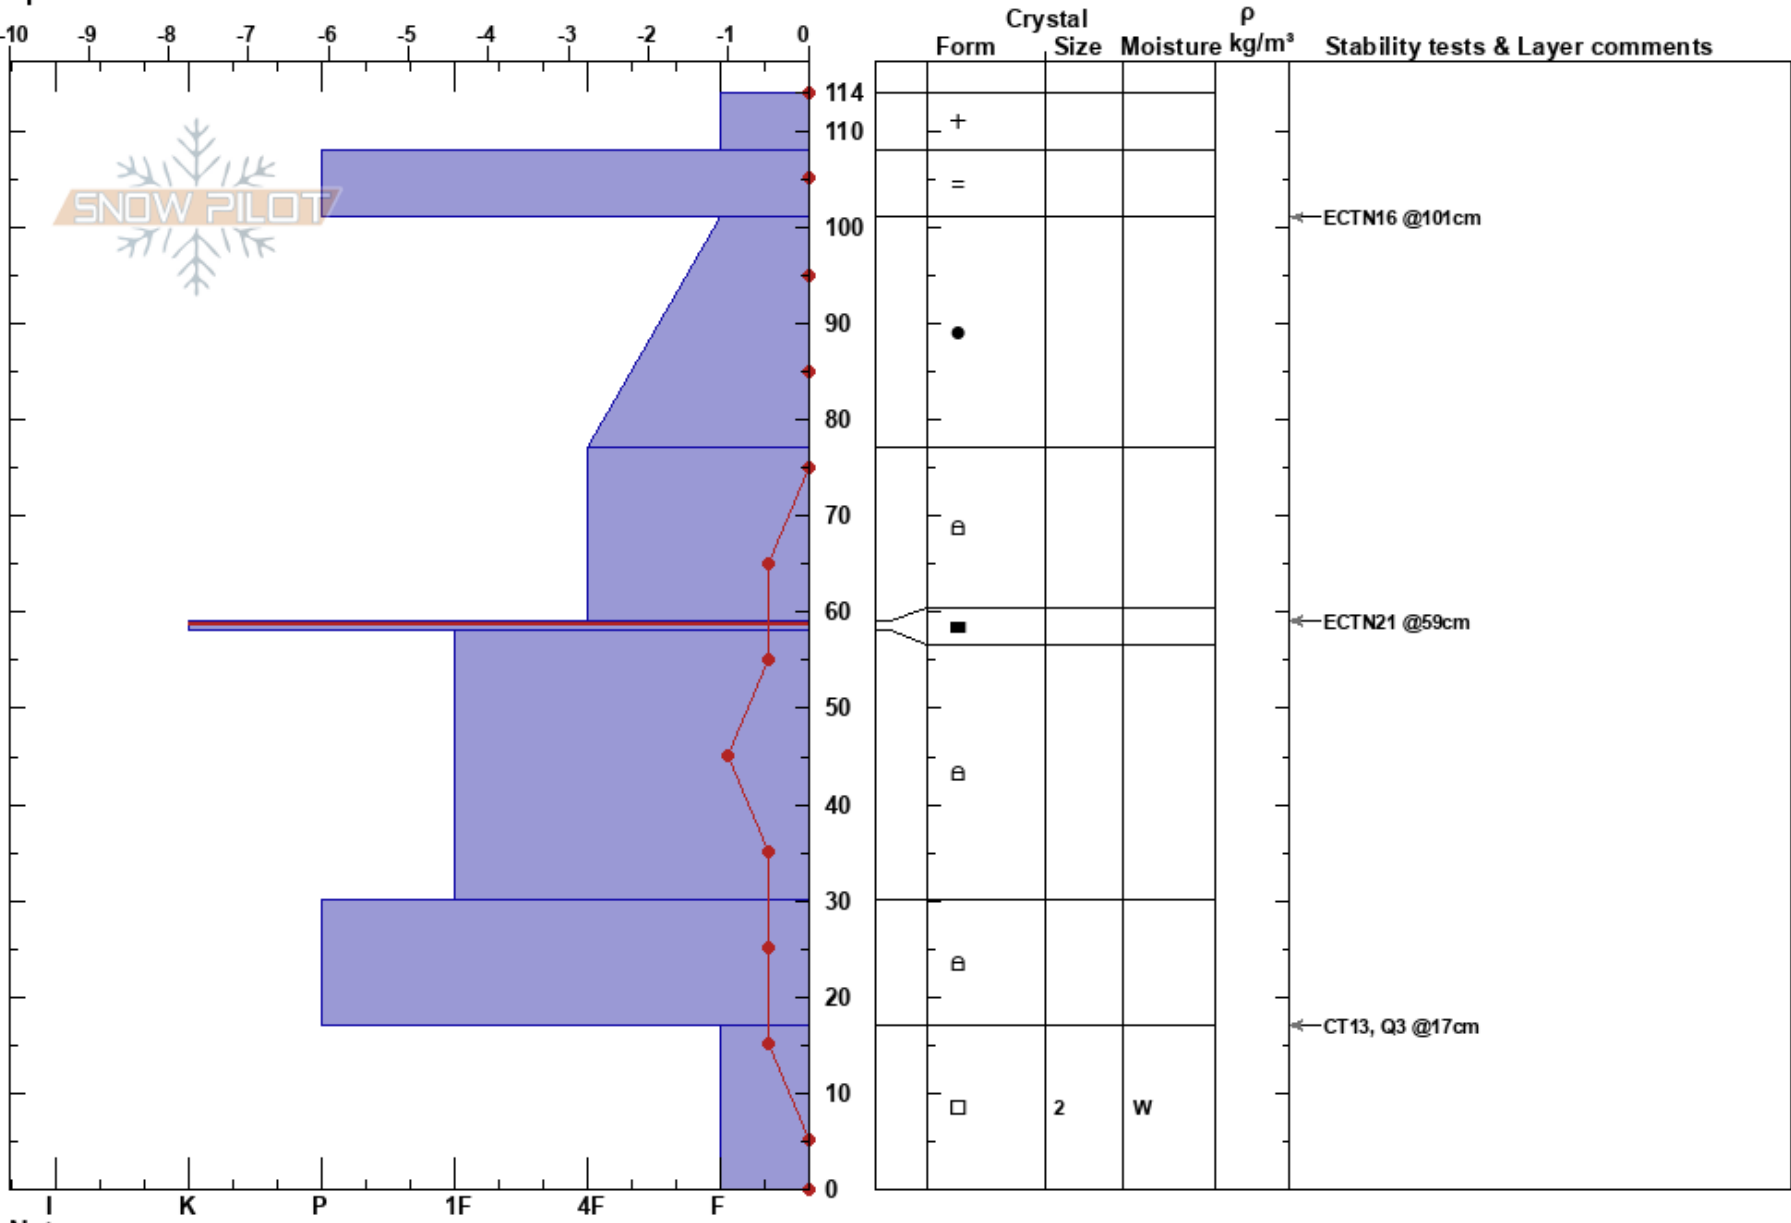 -10 -9 -8 -7 -6 -5 -4 -3 -2 -1 0
Crystal ρ
Form Size Moisture kg/m³ Stability tests & Layer comments
114
110
+
=
SNOW PILOT
100
ECTN16 @101cm
90
80
70
60
ECTN21 @59cm
50
40
30
20
CT13, Q3 @17cm
10
2 W
0
I K P 1F 4F F